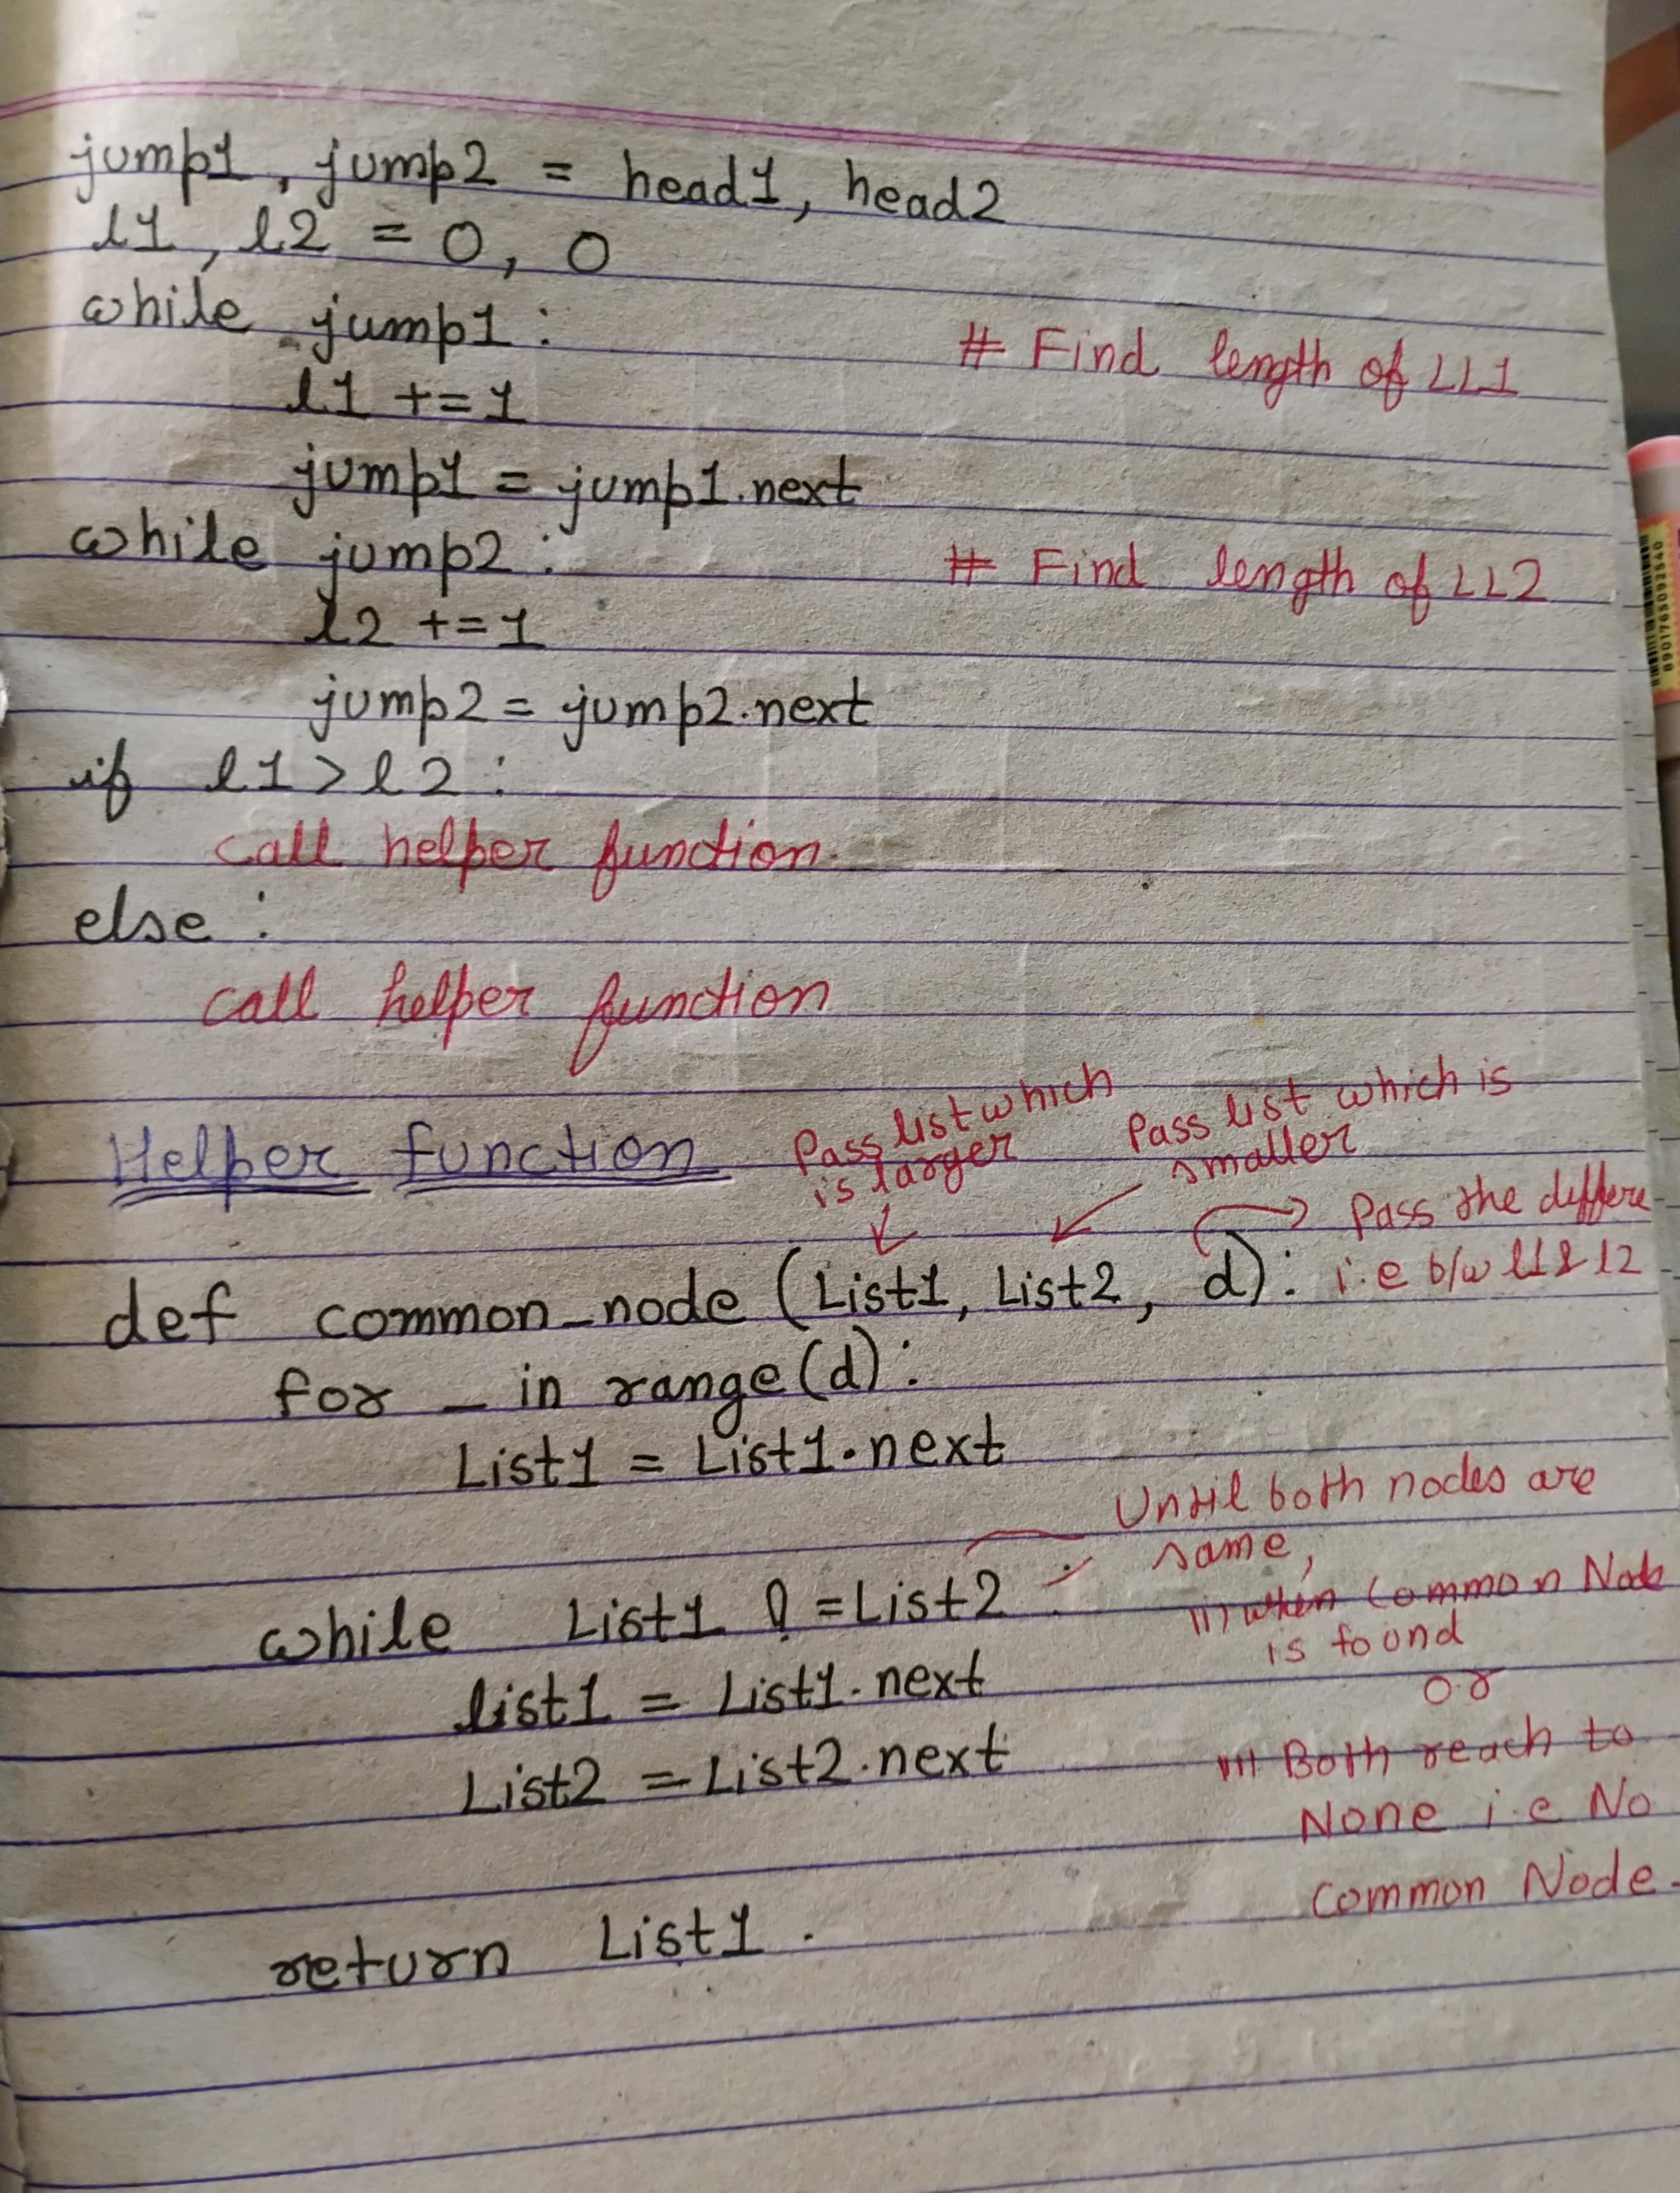 jump1, jump2 = head1, head2
l1, l2 = 0, 0
while jump1:
# Find length of LL1
l1 += 1
jump1 = jump1.next
while jump2:
# Find length of LL2
l2 += 1
jump2 = jump2.next
if l1 > l2:
call helper function
else:
call helper function
Helper function
Pass list which
is larger
Pass list which is
smaller
Pass the differe
i.e b/w l1 & l2
def common_node (List1, List2, d):
for _ in range(d):
List1 = List1.next
Until both nodes are
same,
while List1 != List2:
when Common Node
is found
or
list1 = List1.next
List2 = List2.next
Both reach to
None i.e No
Common Node.
return List1.